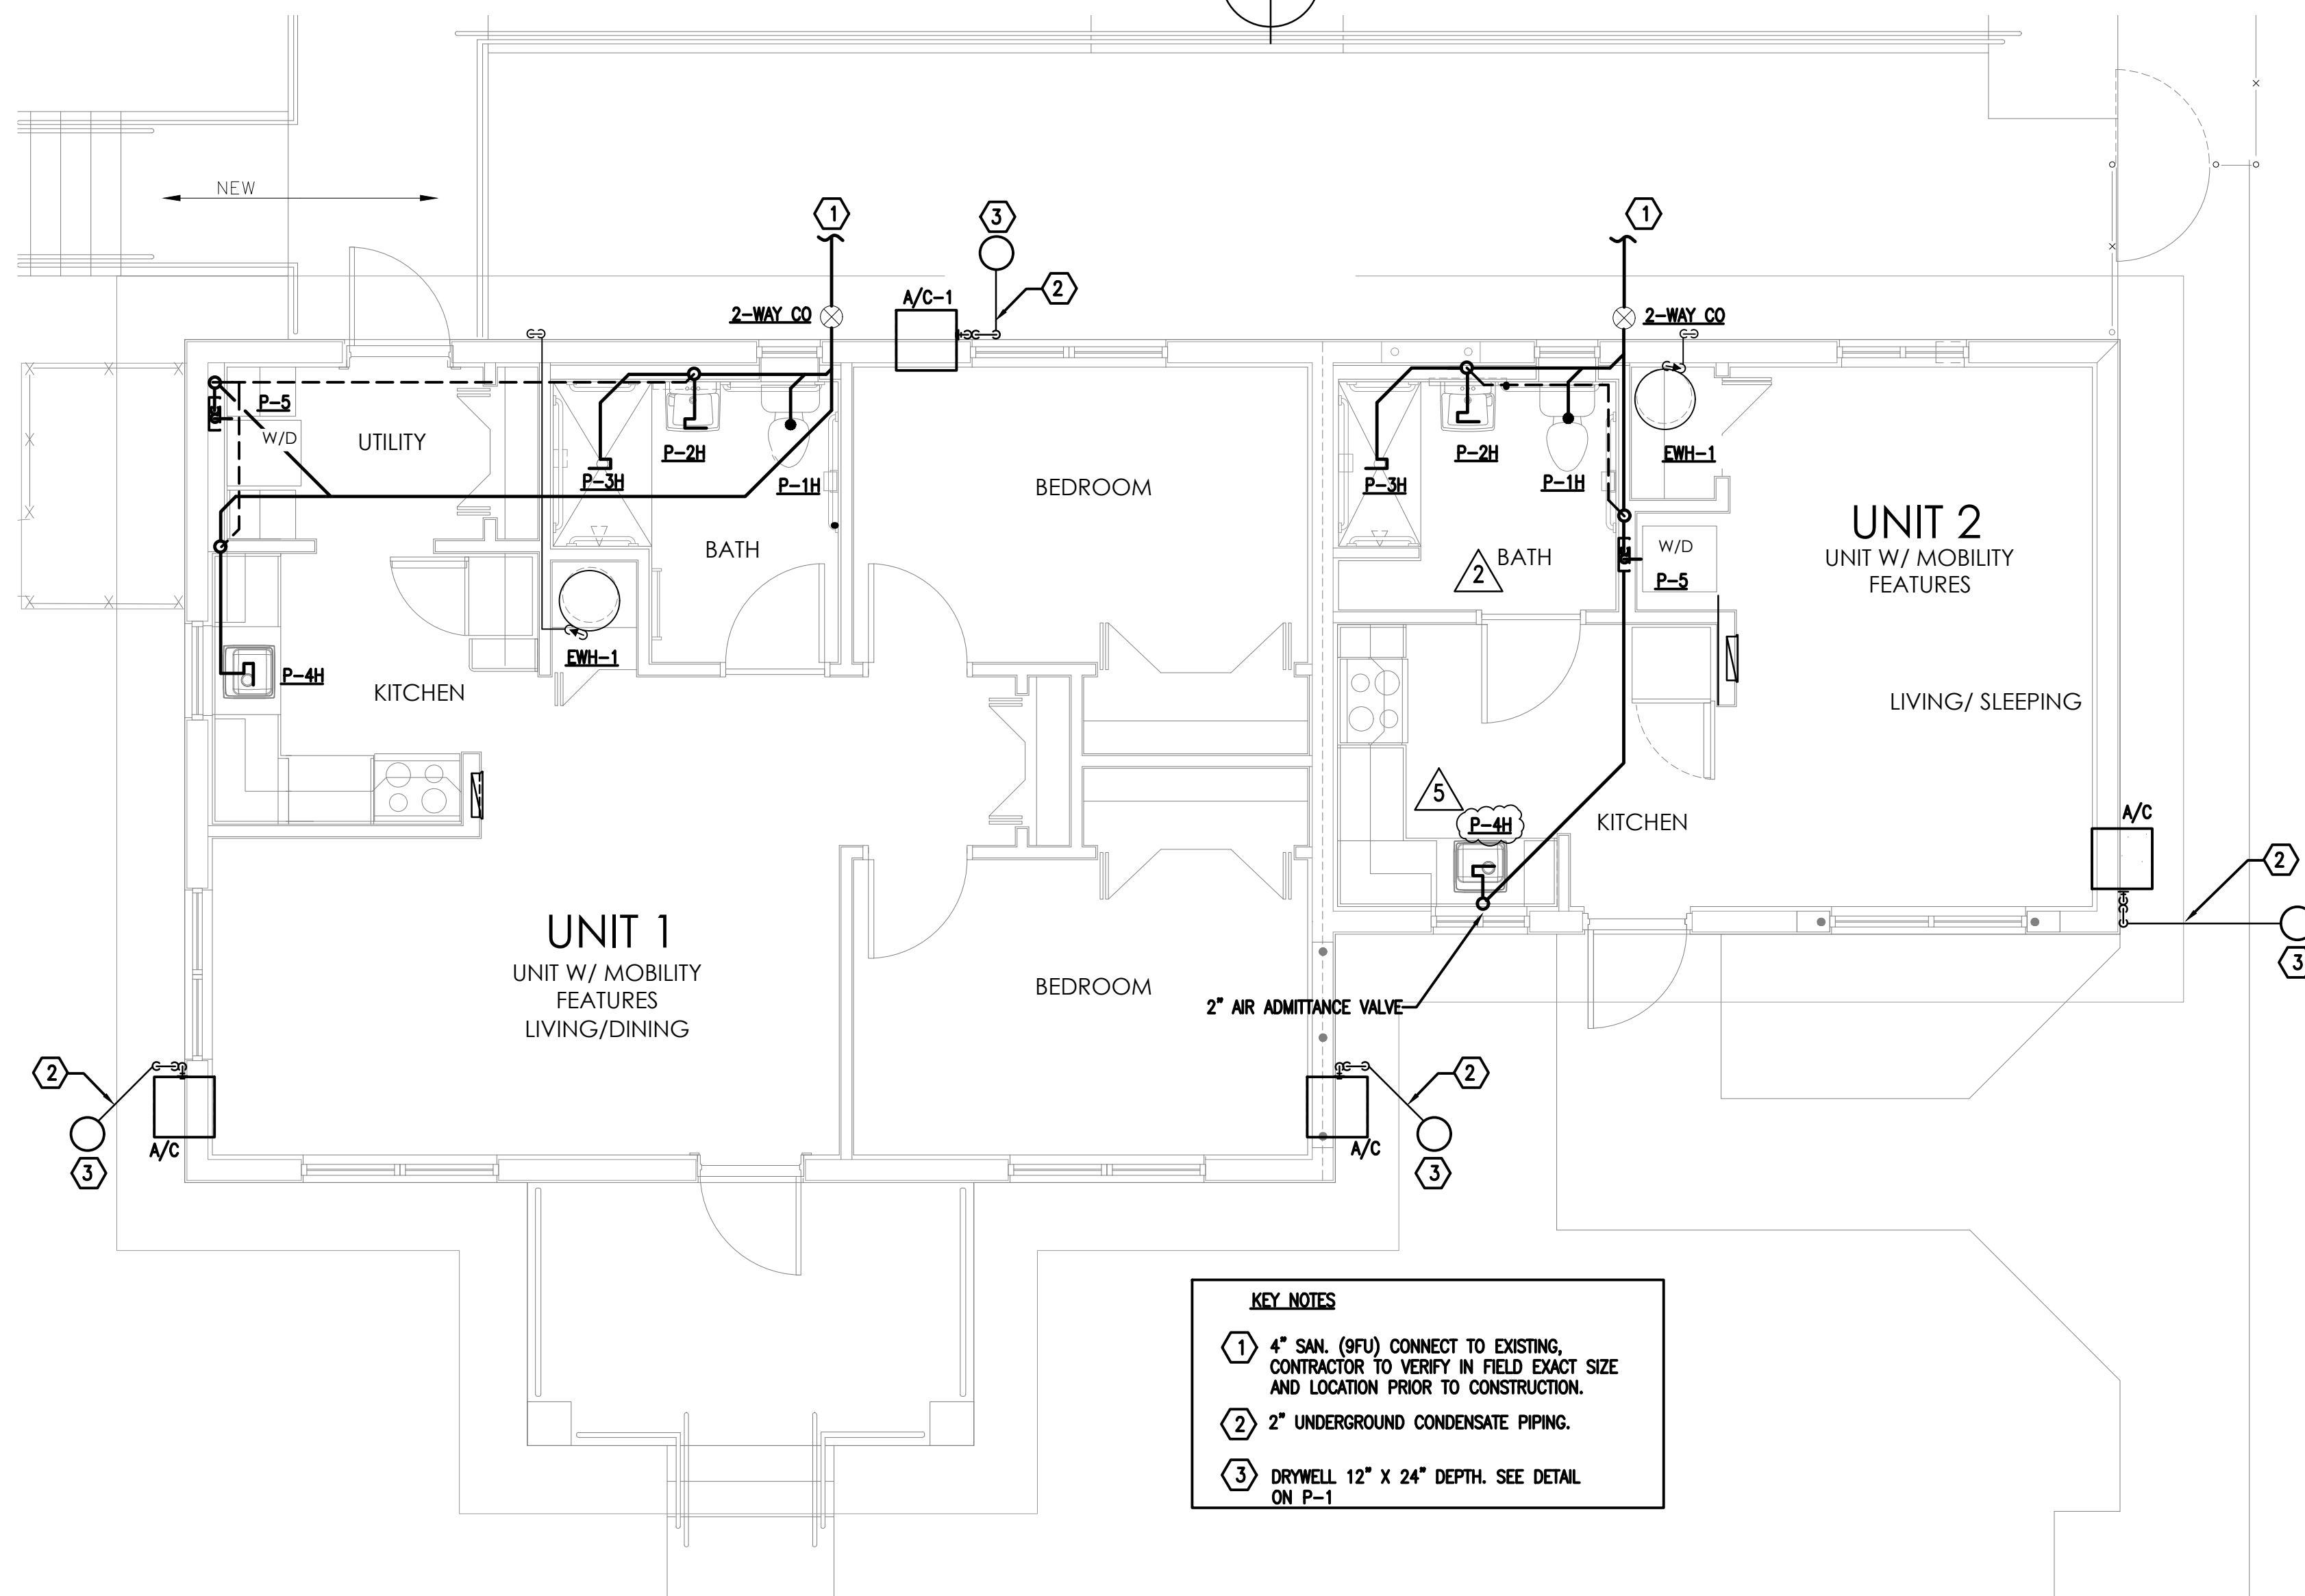 NEW
1
3
1
2
A/C-1
2-WAY CO
2-WAY CO
P-5
W/D
UTILITY
P-2H
P-3H
P-1H
BEDROOM
BATH
EWH-1
P-4H
KITCHEN
P-2H
P-3H
P-1H
EWH-1
2
BATH
W/D
P-5
UNIT 2
UNIT W/ MOBILITY
FEATURES
LIVING/ SLEEPING
5
P-4H
KITCHEN
A/C
2
3
UNIT 1
UNIT W/ MOBILITY
FEATURES
LIVING/DINING
BEDROOM
2" AIR ADMITTANCE VALVE
2
3
A/C
2
3
A/C
KEY NOTES
1 4" SAN. (9FU) CONNECT TO EXISTING,
CONTRACTOR TO VERIFY IN FIELD EXACT SIZE
AND LOCATION PRIOR TO CONSTRUCTION.
2 2" UNDERGROUND CONDENSATE PIPING.
3 DRYWELL 12" X 24" DEPTH. SEE DETAIL
ON P-1